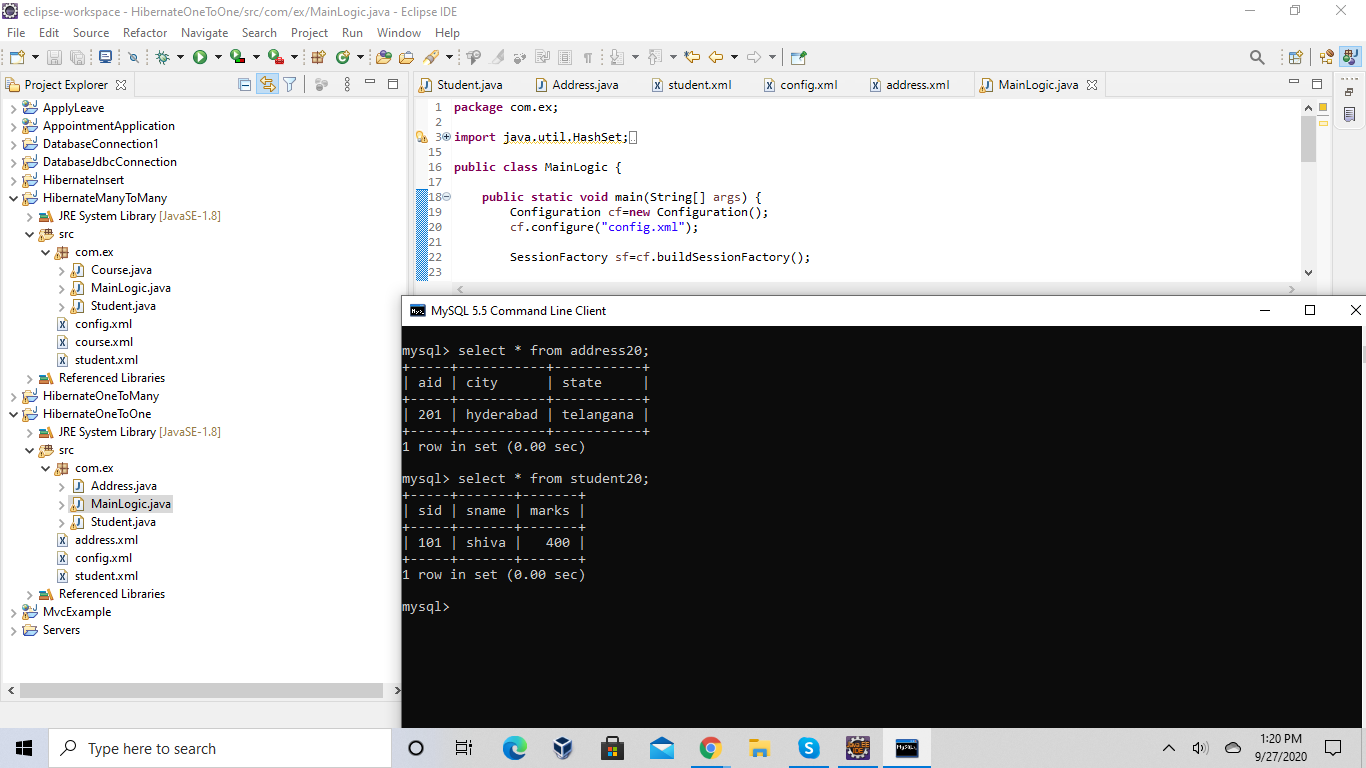 eclipse-workspace - HibernateOneToOne/src/com/ex/MainLogic.java - Eclipse IDE
File Edit Source Refactor Navigate Search Project Run Window Help
Project Explorer
ApplyLeave
AppointmentApplication
DatabaseConnection1
DatabaseJdbcConnection
HibernateInsert
HibernateManyToMany
JRE System Library [JavaSE-1.8]
src
com.ex
Course.java
MainLogic.java
Student.java
config.xml
course.xml
student.xml
Referenced Libraries
HibernateOneToMany
HibernateOneToOne
JRE System Library [JavaSE-1.8]
src
com.ex
Address.java
MainLogic.java
Student.java
address.xml
config.xml
student.xml
Referenced Libraries
MvcExample
Servers
Student.java Address.java student.xml config.xml address.xml MainLogic.java
1 package com.ex;
2
3 import java.util.HashSet;
15
16 public class MainLogic {
17
18 public static void main(String[] args) {
19 Configuration cf=new Configuration();
20 cf.configure("config.xml");
21
22 SessionFactory sf=cf.buildSessionFactory();
23
MySQL 5.5 Command Line Client
mysql> select * from address20;
+-----+-----------+-----------+
| aid | city      | state     |
+-----+-----------+-----------+
| 201 | hyderabad | telangana |
+-----+-----------+-----------+
1 row in set (0.00 sec)
mysql> select * from student20;
+-----+-------+-------+
| sid | sname | marks |
+-----+-------+-------+
| 101 | shiva |   400 |
+-----+-------+-------+
1 row in set (0.00 sec)
mysql>
Type here to search
1:20 PM
9/27/2020